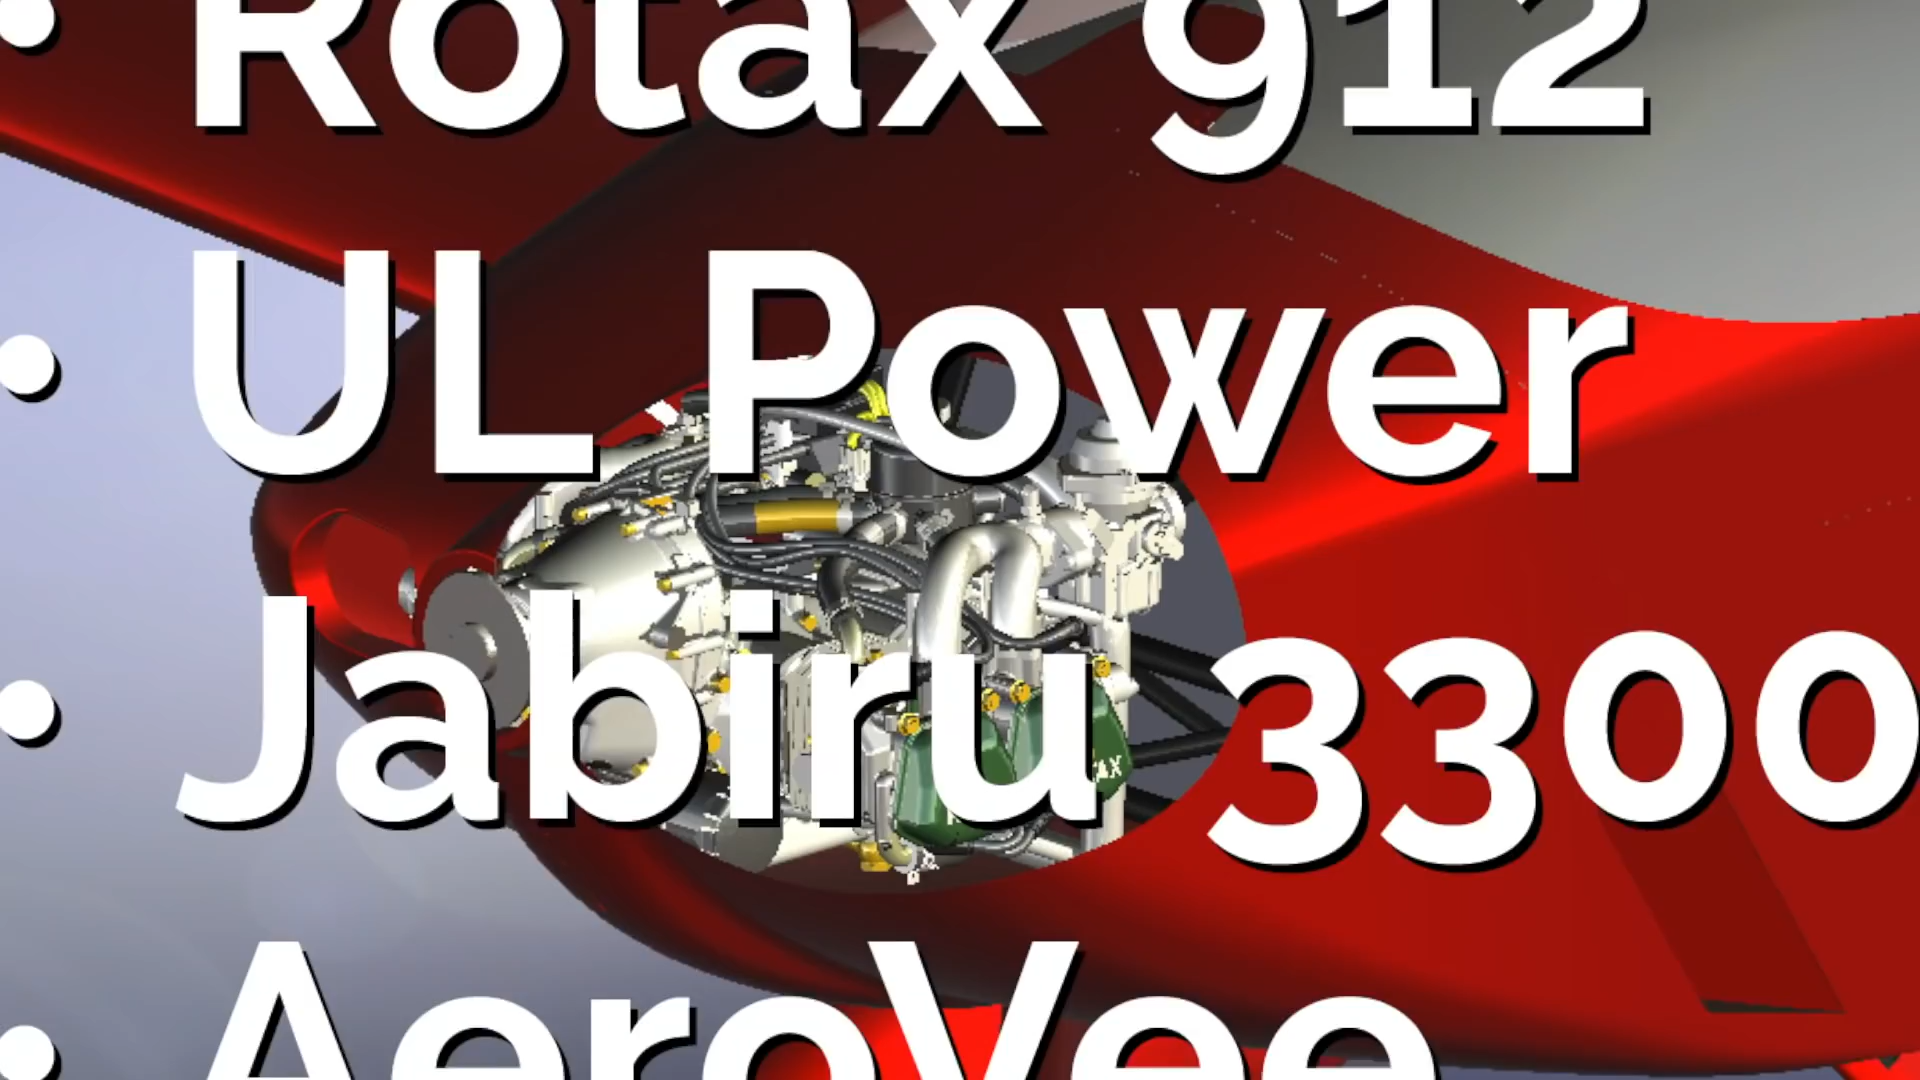 • Rotax 912
• UL Power
• Jabiru 3300
• AeroVee